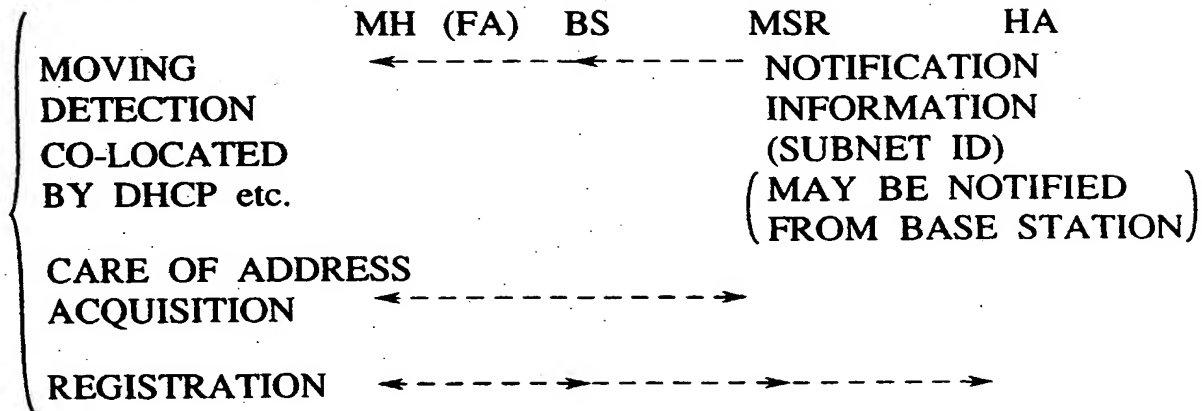 MH (FA) BS MSR HA
MOVING NOTIFICATION
DETECTION INFORMATION
CO-LOCATED (SUBNET ID)
BY DHCP etc. (MAY BE NOTIFIED
FROM BASE STATION)
CARE OF ADDRESS
ACQUISITION
REGISTRATION